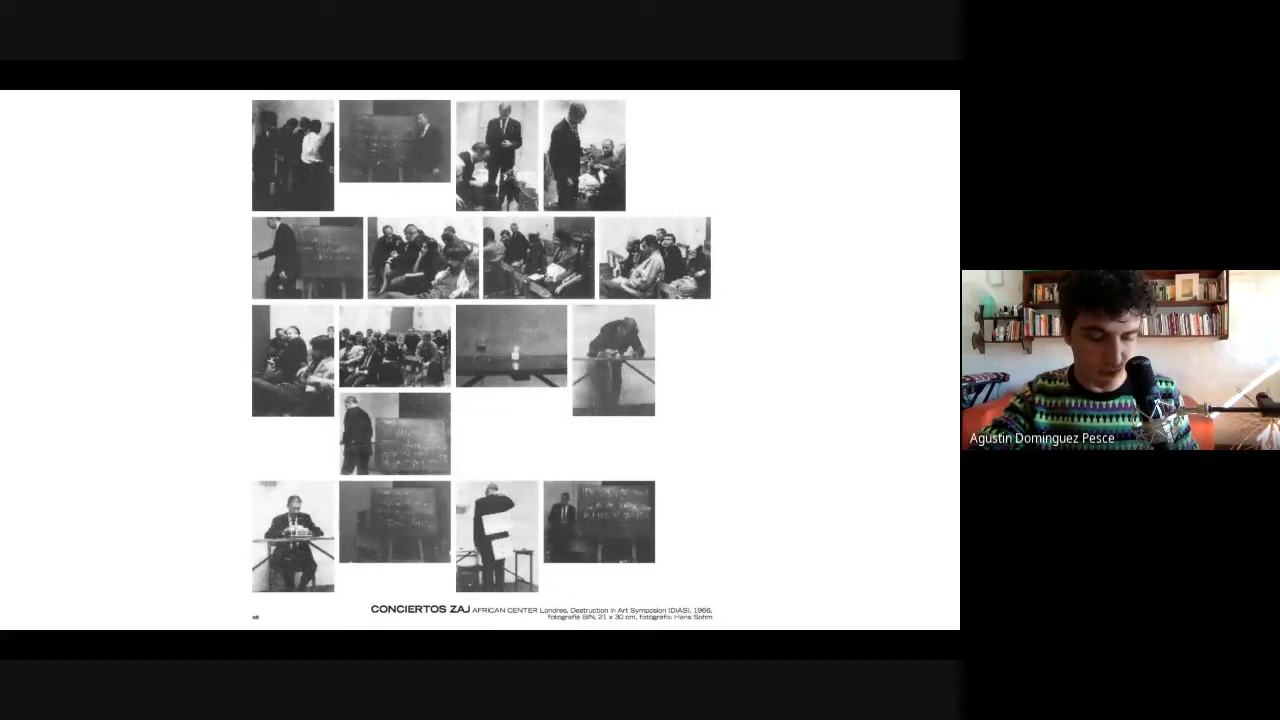 CONCIERTOS ZAJ AFRICAN CENTER Londres, Destruction in Art Symposion (DIAS), 1966,
fotografía B/N, 21 x 30 cm, fotógrafo: Hans Sohm
48
Agustin Dominguez Pesce